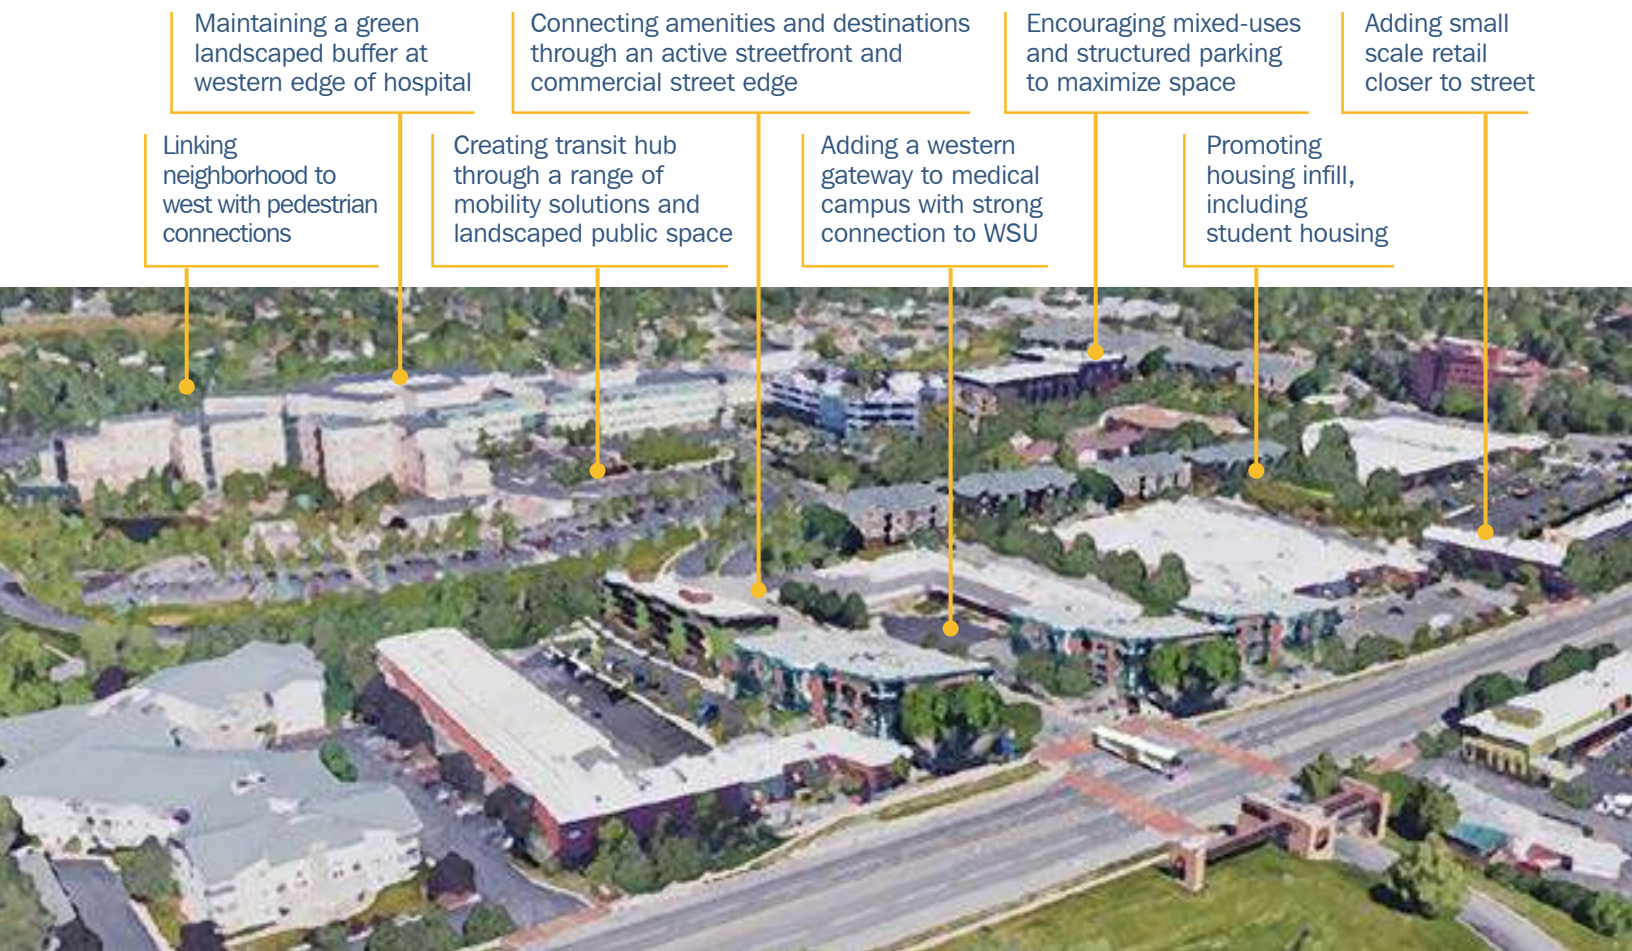 Maintaining a green
landscaped buffer at
western edge of hospital
Connecting amenities and destinations
through an active streetfront and
commercial street edge
Encouraging mixed-uses
and structured parking
to maximize space
Adding small
scale retail
closer to street
Linking
neighborhood to
west with pedestrian
connections
Creating transit hub
through a range of
mobility solutions and
landscaped public space
Adding a western
gateway to medical
campus with strong
connection to WSU
Promoting
housing infill,
including
student housing